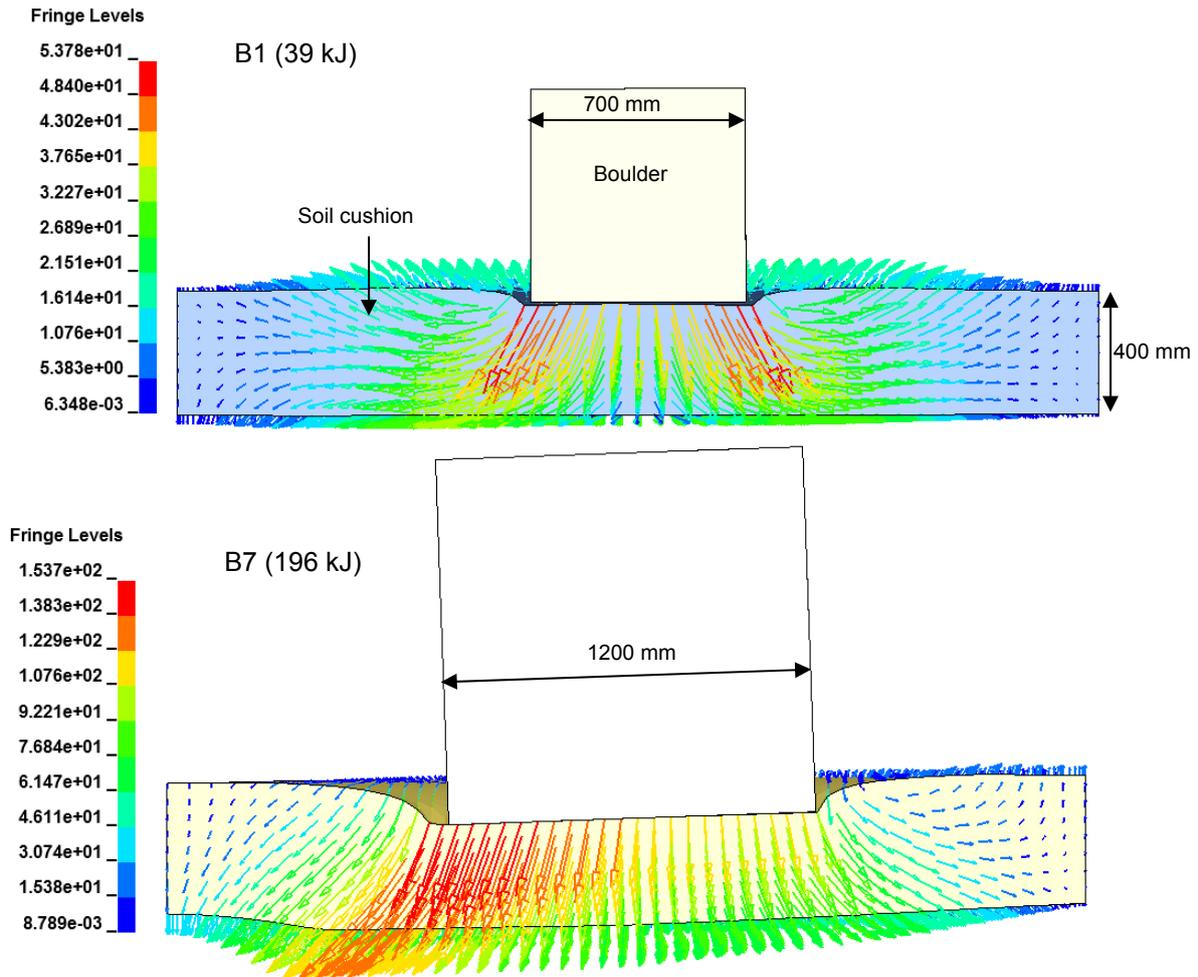 Fringe Levels
5.378e+01
4.840e+01
4.302e+01
3.765e+01
3.227e+01
2.689e+01
2.151e+01
1.614e+01
1.076e+01
5.383e+00
6.348e-03
B1 (39 kJ)
700 mm
Boulder
Soil cushion
400 mm
Fringe Levels
1.537e+02
1.383e+02
1.229e+02
1.076e+02
9.221e+01
7.684e+01
6.147e+01
4.611e+01
3.074e+01
1.538e+01
8.789e-03
B7 (196 kJ)
1200 mm